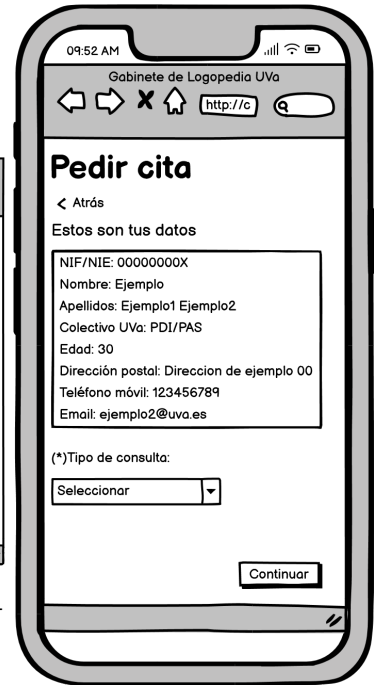 09:52 AM
Gabinete de Logopedia UVa
http://c
Pedir cita
Atrás
Estos son tus datos
NIF/NIE: 00000000X
Nombre: Ejemplo
Apellidos: Ejemplo1 Ejemplo2
Colectivo UVa: PDI/PAS
Edad: 30
Dirección postal: Direccion de ejemplo 00
Teléfono móvil: 123456789
Email: ejemplo2@uva.es
(*)Tipo de consulta:
Seleccionar
Continuar